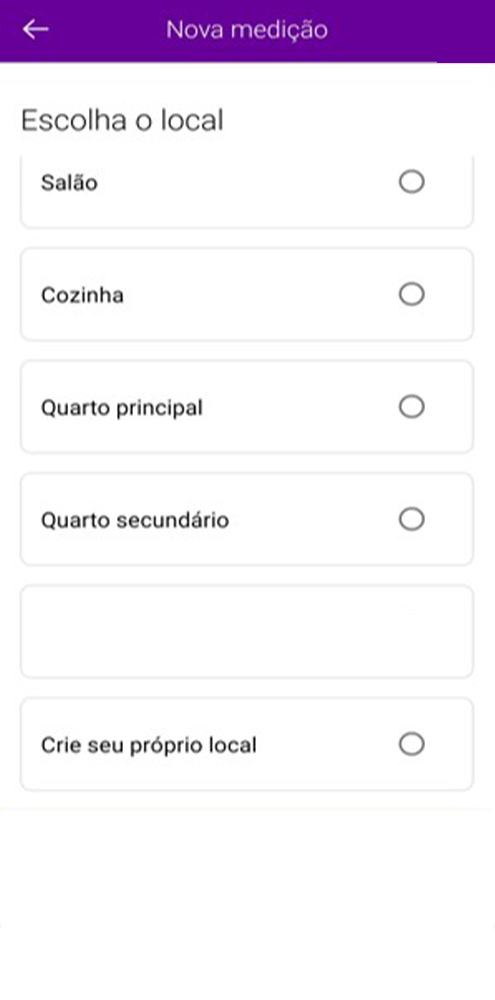 Nova medição
Escolha o local
Salão
Cozinha
Quarto principal
Quarto secundário
Crie seu próprio local